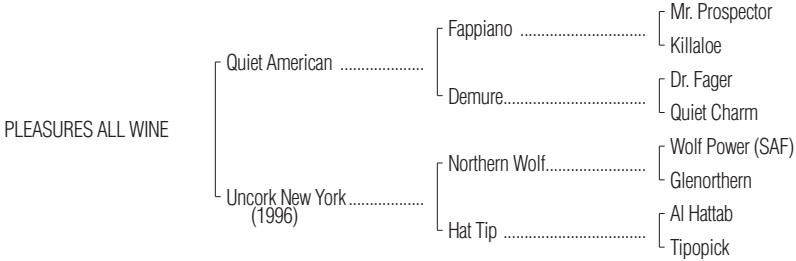 Mr. Prospector
Fappiano ..............................
Killaloe
Quiet American ....................
Dr. Fager
Demure..................................
Quiet Charm
PLEASURES ALL WINE
Wolf Power (SAF)
Northern Wolf........................
Glenorthern
Uncork New York..................
(1996)
Al Hattab
Hat Tip ..................................
Tipopick